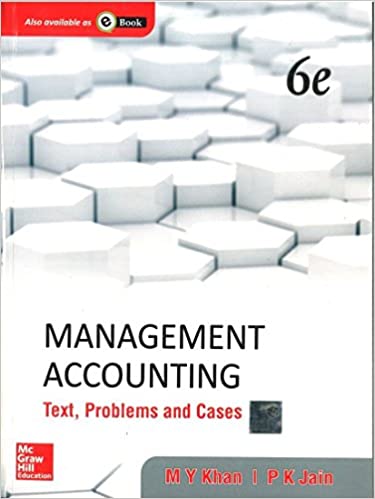 Also available as e Book
6e
MANAGEMENT
ACCOUNTING
Text, Problems and Cases
Mc
Graw
Hill
Education
M Y Khan | P K Jain